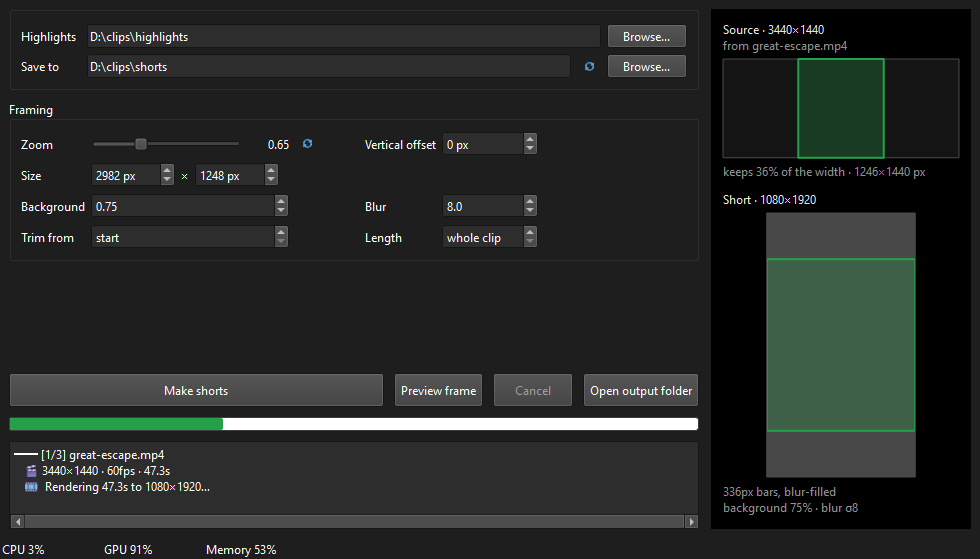 Highlights D:\clips\highlights Browse...
Save to D:\clips\shorts Browse...
Framing
Zoom 0.65 Vertical offset 0 px
Size 2982 px × 1248 px
Background 0.75 Blur 8.0
Trim from start Length whole clip
Make shorts Preview frame Cancel Open output folder
[1/3] great-escape.mp4
3440×1440 · 60fps · 47.3s
Rendering 47.3s to 1080×1920...
CPU 3% GPU 91% Memory 53%
Source · 3440×1440
from great-escape.mp4
keeps 36% of the width · 1246×1440 px
Short · 1080×1920
336px bars, blur-filled
background 75% · blur σ8